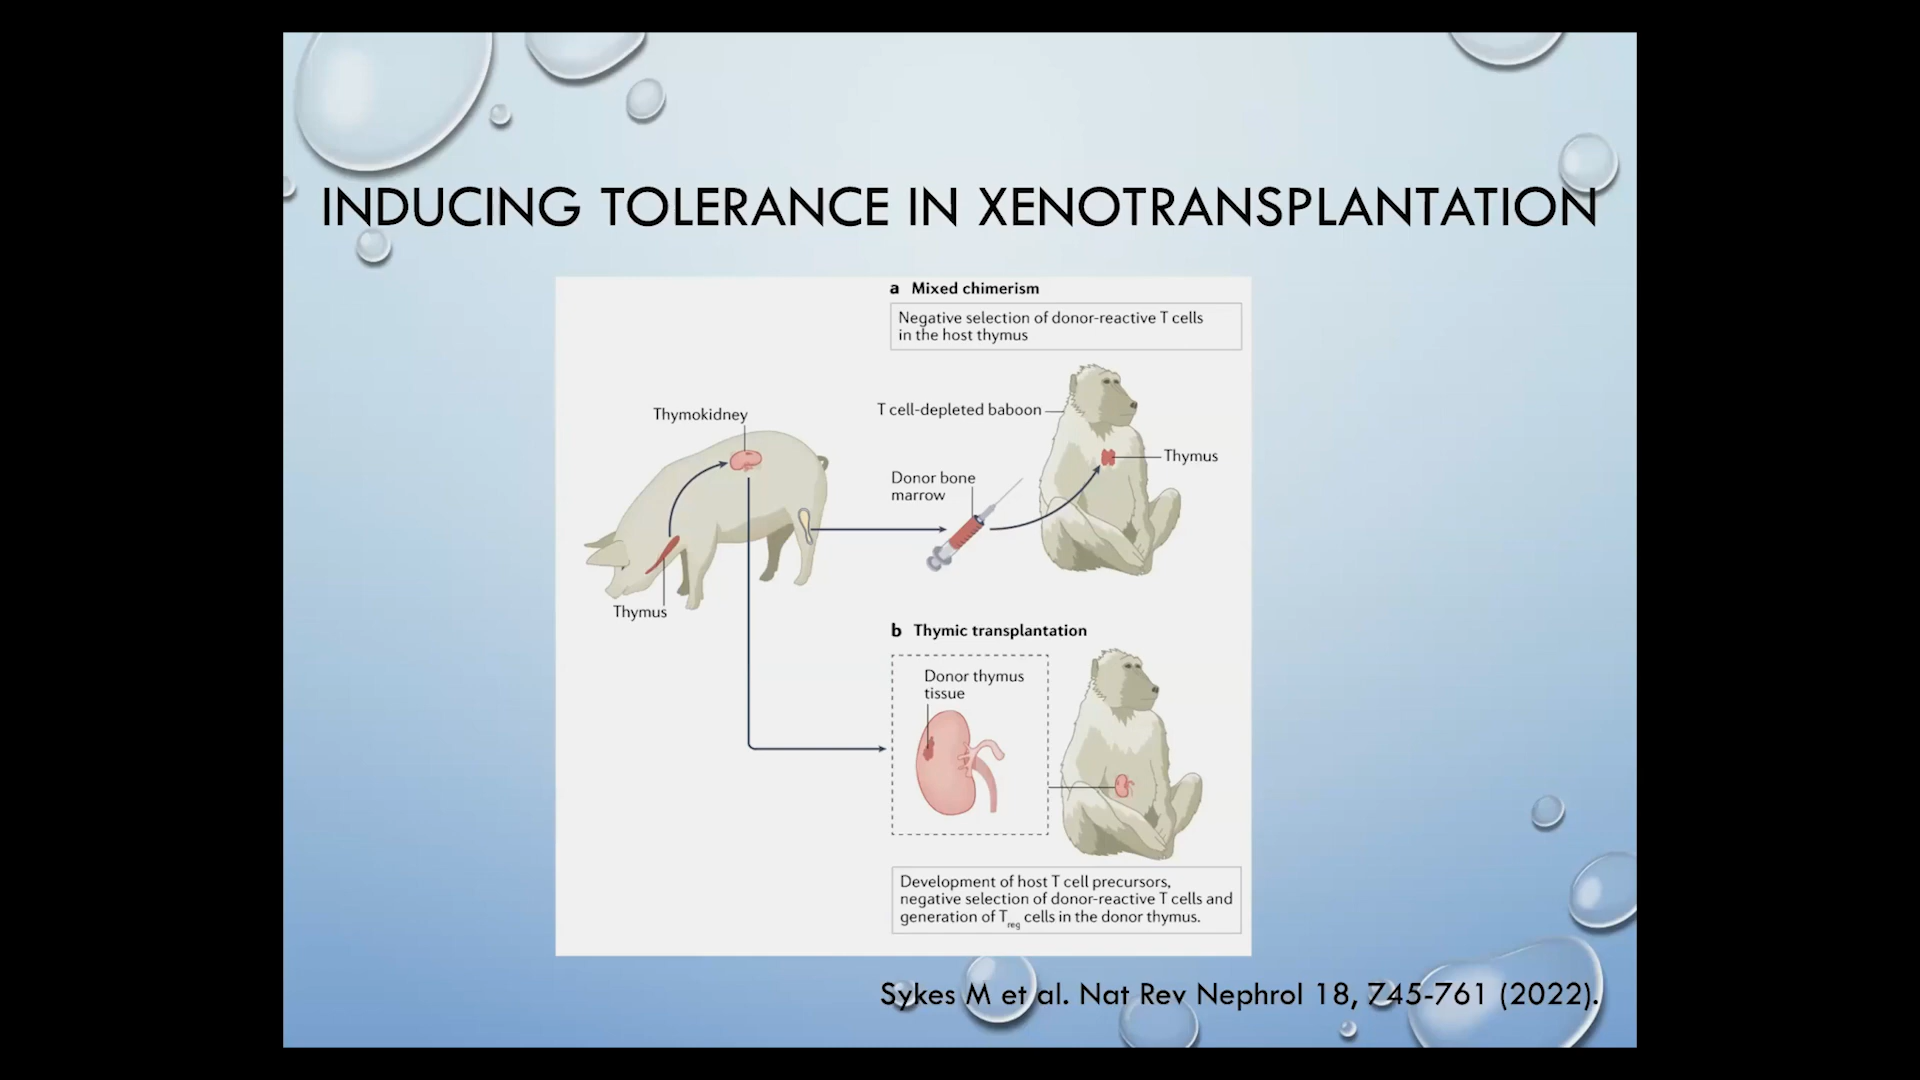 INDUCING TOLERANCE IN XENOTRANSPLANTATION
a Mixed chimerism
Negative selection of donor-reactive T cells
in the host thymus
Thymokidney
T cell-depleted baboon
Thymus
Donor bone
marrow
Thymus
b Thymic transplantation
Donor thymus
tissue
Development of host T cell precursors,
negative selection of donor-reactive T cells and
generation of Treg cells in the donor thymus.
Sykes M et al. Nat Rev Nephrol 18, 745-761 (2022).